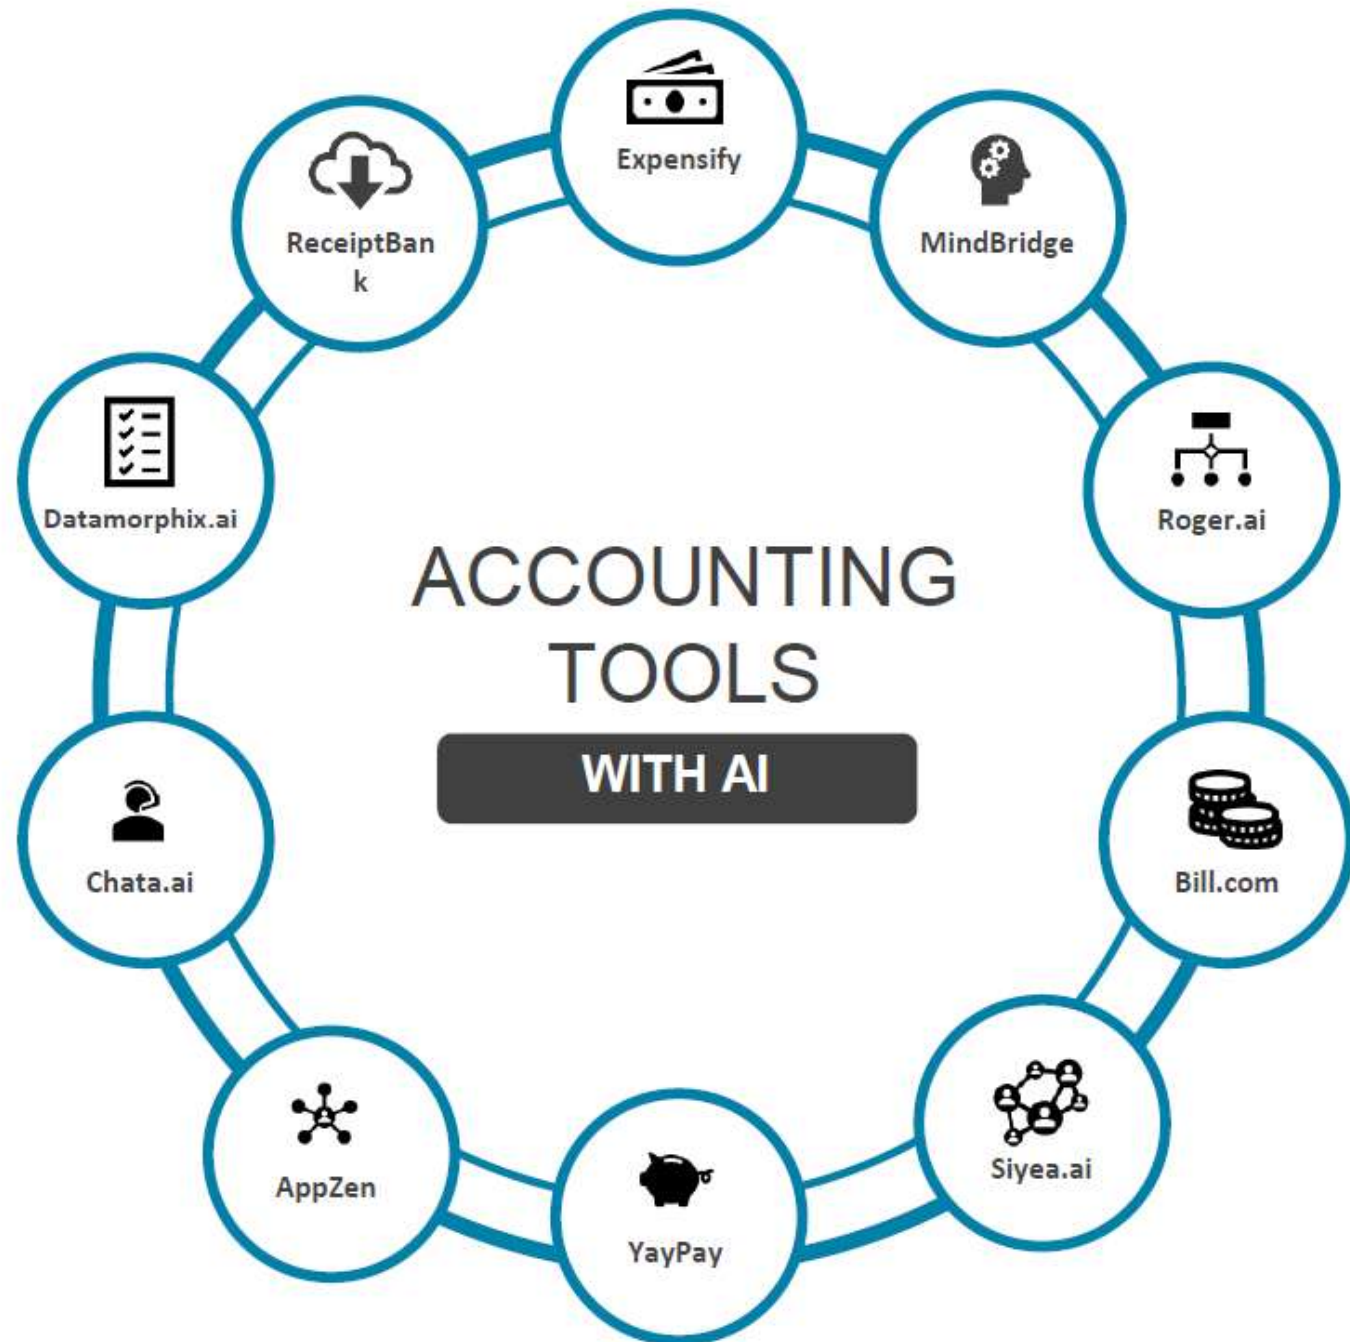 Expensify
MindBridge
Roger.ai
Bill.com
Siyea.ai
YayPay
AppZen
Chata.ai
Datamorphix.ai
ReceiptBan
k
ACCOUNTING
TOOLS
WITH AI